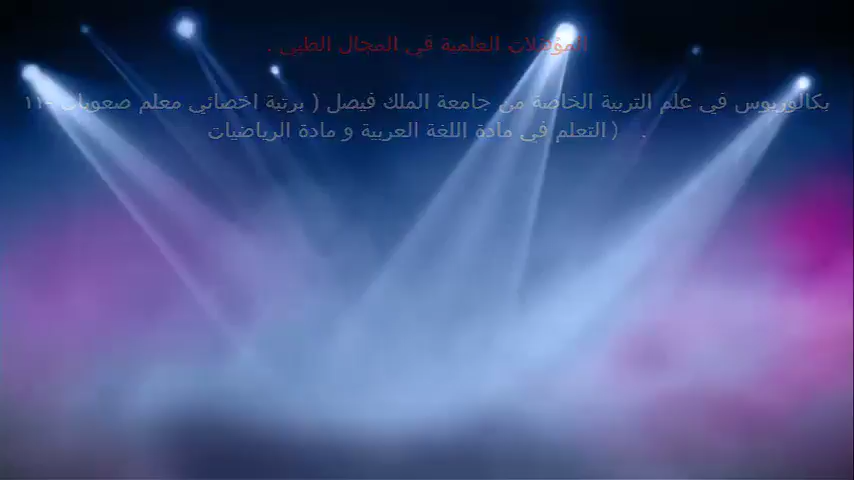 المؤهلات العلمية في المجال الطبي .
١١- بكالوريوس في علم التربية الخاصة من جامعة الملك فيصل ( برتبة اخصائي معلم صعوبات
التعلم في مادة اللغة العربية و مادة الرياضيات ) .